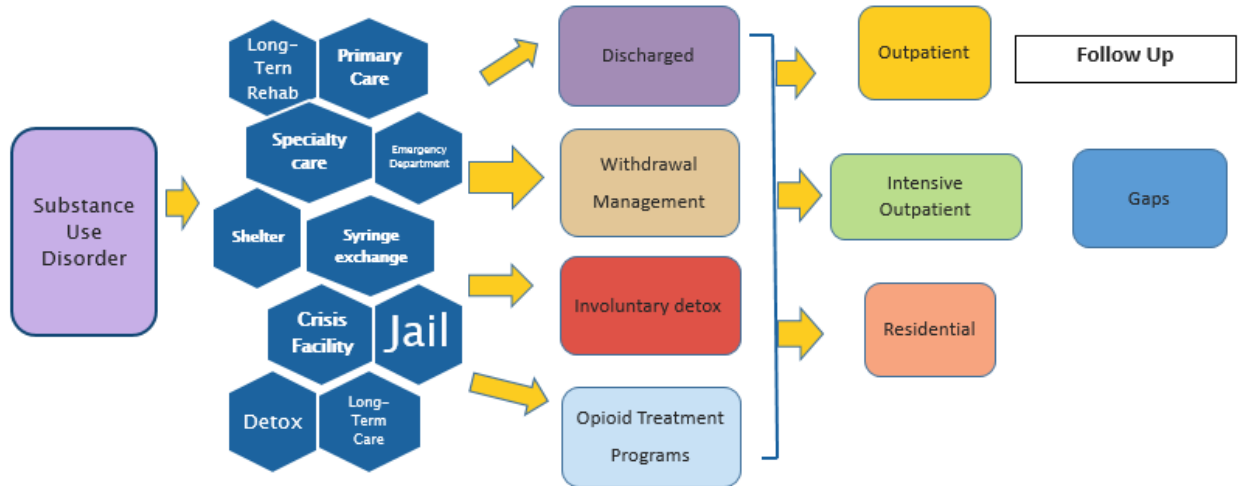 Substance
Use
Disorder
Long-
Tern
Rehab
Primary
Care
Specialty
care
Emergency
Department
Shelter
Syringe
exchange
Crisis
Facility
Jail
Detox
Long-
Term
Care
Discharged
Withdrawal
Management
Involuntary detox
Opioid Treatment
Programs
Outpatient
Intensive
Outpatient
Residential
Follow Up
Gaps